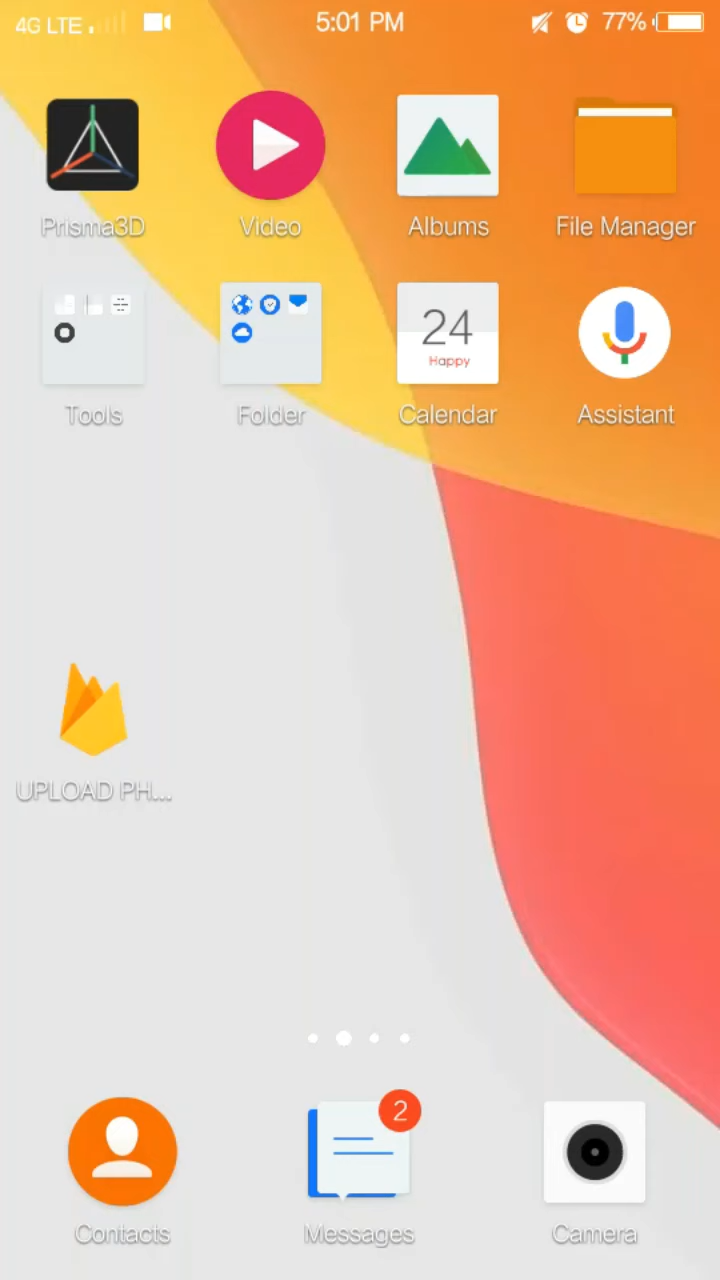 4G LTE 5:01 PM 77%
Prisma3D Video Albums File Manager
24
Happy
Tools Folder Calendar Assistant
UPLOAD PH...
2
Contacts Messages Camera